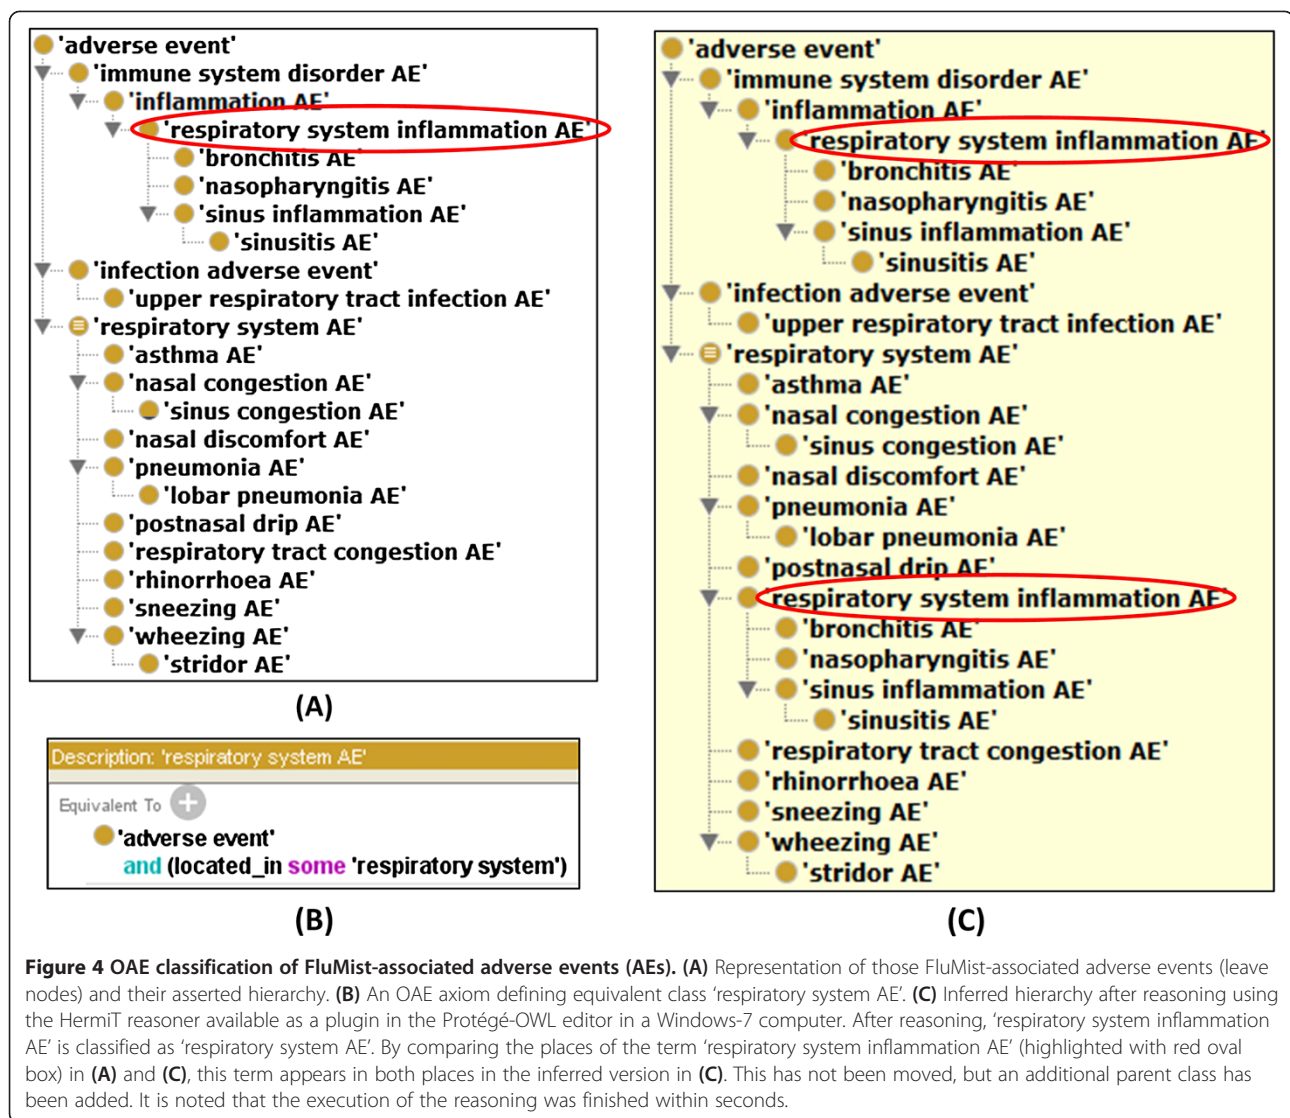 'adverse event'
'immune system disorder AE'
'inflammation AE'
'respiratory system inflammation AE'
'bronchitis AE'
'nasopharyngitis AE'
'sinus inflammation AE'
'sinusitis AE'
'infection adverse event'
'upper respiratory tract infection AE'
'respiratory system AE'
'asthma AE'
'nasal congestion AE'
'sinus congestion AE'
'nasal discomfort AE'
'pneumonia AE'
'lobar pneumonia AE'
'postnasal drip AE'
'respiratory tract congestion AE'
'rhinorrhoea AE'
'sneezing AE'
'wheezing AE'
'stridor AE'
(A)
Description: 'respiratory system AE'
Equivalent To
'adverse event'
and (located_in some 'respiratory system')
(B)
'adverse event'
'immune system disorder AE'
'inflammation AE'
'respiratory system inflammation AE'
'bronchitis AE'
'nasopharyngitis AE'
'sinus inflammation AE'
'sinusitis AE'
'infection adverse event'
'upper respiratory tract infection AE'
'respiratory system AE'
'asthma AE'
'nasal congestion AE'
'sinus congestion AE'
'nasal discomfort AE'
'pneumonia AE'
'lobar pneumonia AE'
'postnasal drip AE'
'respiratory system inflammation AE'
'bronchitis AE'
'nasopharyngitis AE'
'sinus inflammation AE'
'sinusitis AE'
'respiratory tract congestion AE'
'rhinorrhoea AE'
'sneezing AE'
'wheezing AE'
'stridor AE'
(C)
Figure 4 OAE classification of FluMist-associated adverse events (AEs). (A) Representation of those FluMist-associated adverse events (leave
nodes) and their asserted hierarchy. (B) An OAE axiom defining equivalent class ‘respiratory system AE’. (C) Inferred hierarchy after reasoning using
the HermiT reasoner available as a plugin in the Protégé-OWL editor in a Windows-7 computer. After reasoning, ‘respiratory system inflammation
AE’ is classified as ‘respiratory system AE’. By comparing the places of the term ‘respiratory system inflammation AE’ (highlighted with red oval
box) in (A) and (C), this term appears in both places in the inferred version in (C). This has not been moved, but an additional parent class has
been added. It is noted that the execution of the reasoning was finished within seconds.